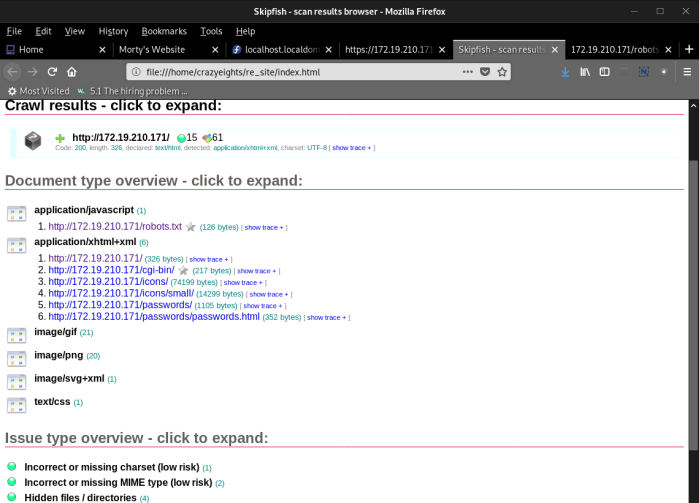 Skipfish - scan results browser - Mozilla Firefox
File Edit View History Bookmarks Tools Help
Home Morty's Website localhost.localdom https://172.19.210.171 Skipfish - scan results 172.19.210.171/robots
file:///home/crazyeights/re_site/index.html
Most Visited 5.1 The hiring problem ...
Crawl results - click to expand:
http://172.19.210.171/ 15 61
Code: 200, length: 326, declared: text/html, detected: application/xhtml+xml, charset: UTF-8 [ show trace + ]
Document type overview - click to expand:
application/javascript (1)
1. http://172.19.210.171/robots.txt (126 bytes) [ show trace + ]
application/xhtml+xml (6)
1. http://172.19.210.171/ (326 bytes) [ show trace + ]
2. http://172.19.210.171/cgi-bin/ (217 bytes) [ show trace + ]
3. http://172.19.210.171/icons/ (74199 bytes) [ show trace + ]
4. http://172.19.210.171/icons/small/ (14299 bytes) [ show trace + ]
5. http://172.19.210.171/passwords/ (1105 bytes) [ show trace + ]
6. http://172.19.210.171/passwords/passwords.html (352 bytes) [ show trace + ]
image/gif (21)
image/png (20)
image/svg+xml (1)
text/css (1)
Issue type overview - click to expand:
Incorrect or missing charset (low risk) (1)
Incorrect or missing MIME type (low risk) (2)
Hidden files / directories (4)